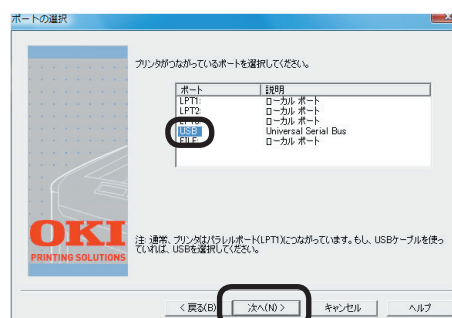 ポートの選択
プリンタがつながっているポートを選択してください。
ポート 説明
LPT1: ローカル ポート
LPT2: ローカル ポート
LPT3: ローカル ポート
USB Universal Serial Bus
FILE: ローカル ポート
OKI
PRINTING SOLUTIONS
注: 通常、プリンタはパラレルポート(LPT1)につながっています。もし、USBケーブルを使っ
ていれば、USBを選択してください。
< 戻る(B) 次へ(N) > キャンセル ヘルプ